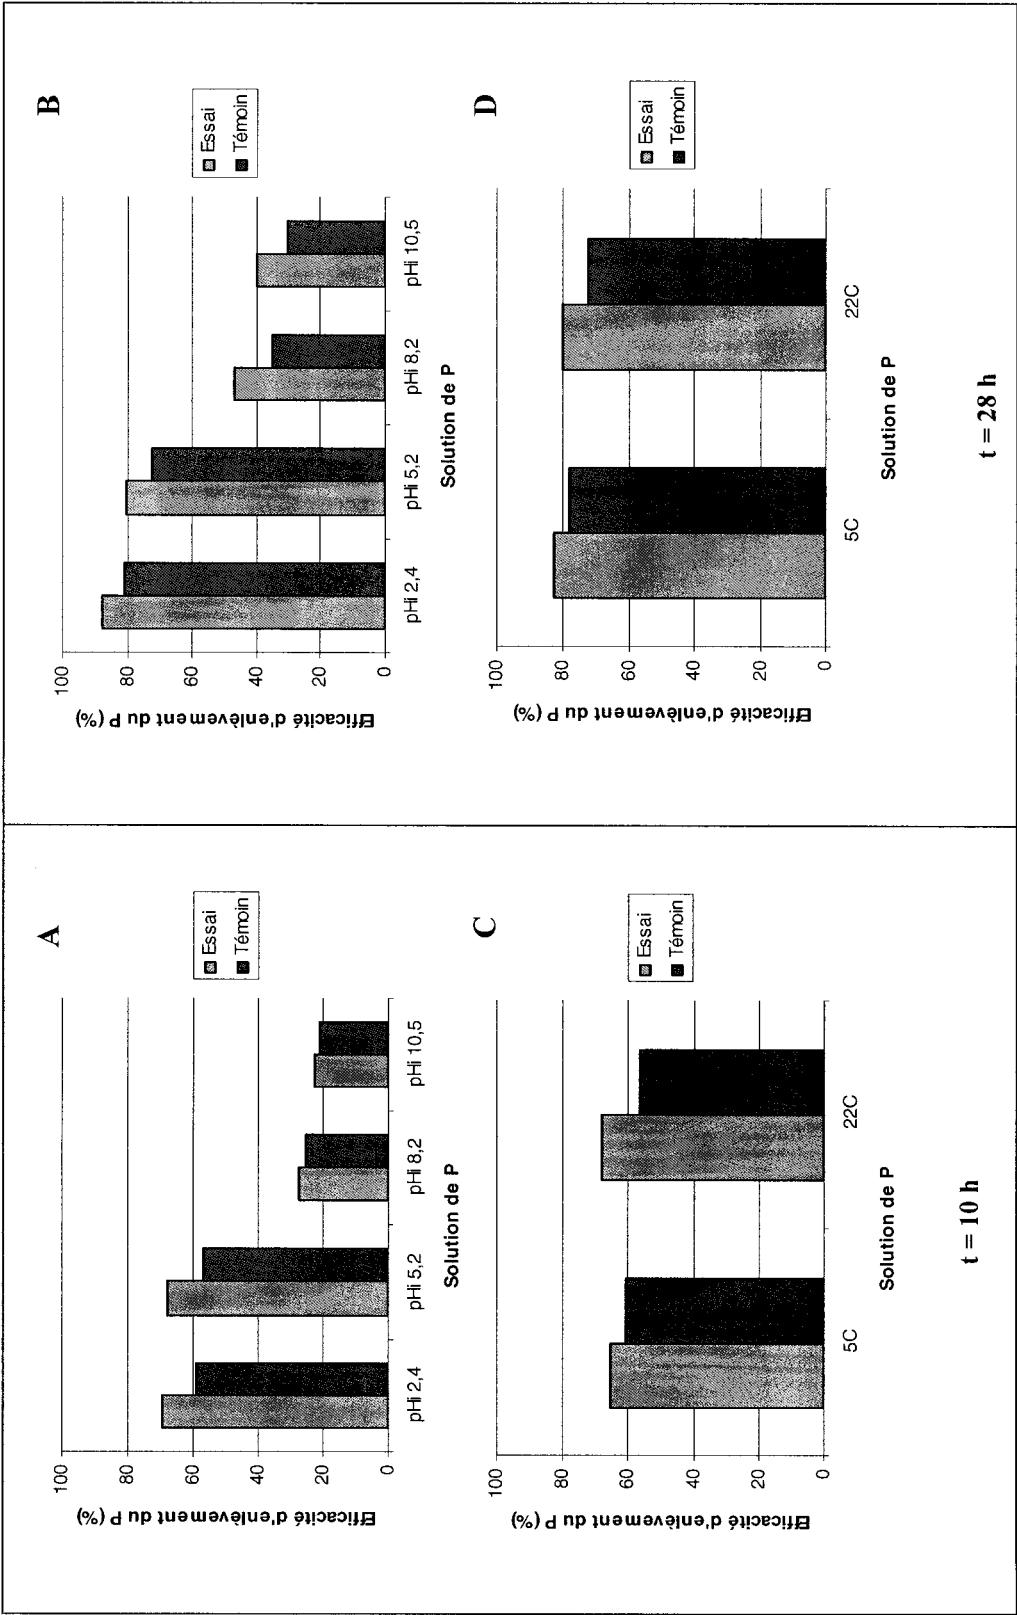 A
Efficacité d'enlèvement du P (%)
100
80
60
40
20
0
pHi 2,4
pHi 5,2
pHi 8,2
pHi 10,5
Solution de P
Essai
Témoin
B
Efficacité d'enlèvement du P (%)
100
80
60
40
20
0
pHi 2,4
pHi 5,2
pHi 8,2
pHi 10,5
Solution de P
Essai
Témoin
C
Efficacité d'enlèvement du P (%)
100
80
60
40
20
0
5C
22C
Solution de P
Essai
Témoin
t = 10 h
D
Efficacité d'enlèvement du P (%)
100
80
60
40
20
0
5C
22C
Solution de P
Essai
Témoin
t = 28 h